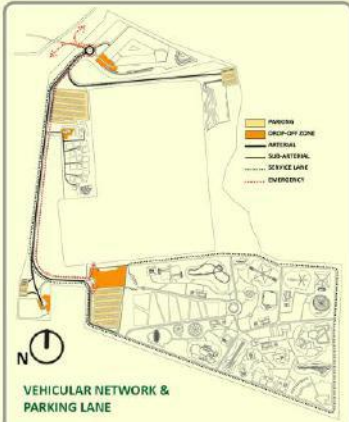 PARKING
DROP-OFF ZONE
ARTERIAL
SUB-ARTERIAL
SERVICE LANE
EMERGENCY
N
VEHICULAR NETWORK &
PARKING LANE